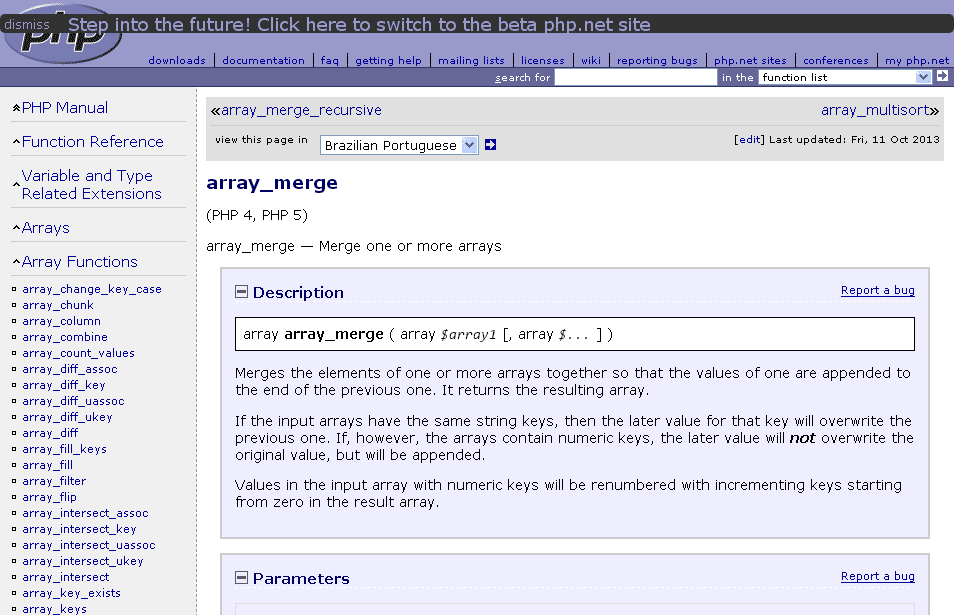 dismiss Step into the future! Click here to switch to the beta php.net site
php
downloads documentation faq getting help mailing lists licenses wiki reporting bugs php.net sites conferences my php.net
search for in the function list
PHP Manual
Function Reference
Variable and Type
Related Extensions
Arrays
Array Functions
array_change_key_case
array_chunk
array_column
array_combine
array_count_values
array_diff_assoc
array_diff_key
array_diff_uassoc
array_diff_ukey
array_diff
array_fill_keys
array_fill
array_filter
array_flip
array_intersect_assoc
array_intersect_key
array_intersect_uassoc
array_intersect_ukey
array_intersect
array_key_exists
array_keys
«array_merge_recursive array_multisort»
view this page in Brazilian Portuguese [edit] Last updated: Fri, 11 Oct 2013
array_merge
(PHP 4, PHP 5)
array_merge — Merge one or more arrays
Description Report a bug
array array_merge ( array $array1 [, array $... ] )
Merges the elements of one or more arrays together so that the values of one are appended to
the end of the previous one. It returns the resulting array.
If the input arrays have the same string keys, then the later value for that key will overwrite the
previous one. If, however, the arrays contain numeric keys, the later value will not overwrite the
original value, but will be appended.
Values in the input array with numeric keys will be renumbered with incrementing keys starting
from zero in the result array.
Parameters Report a bug